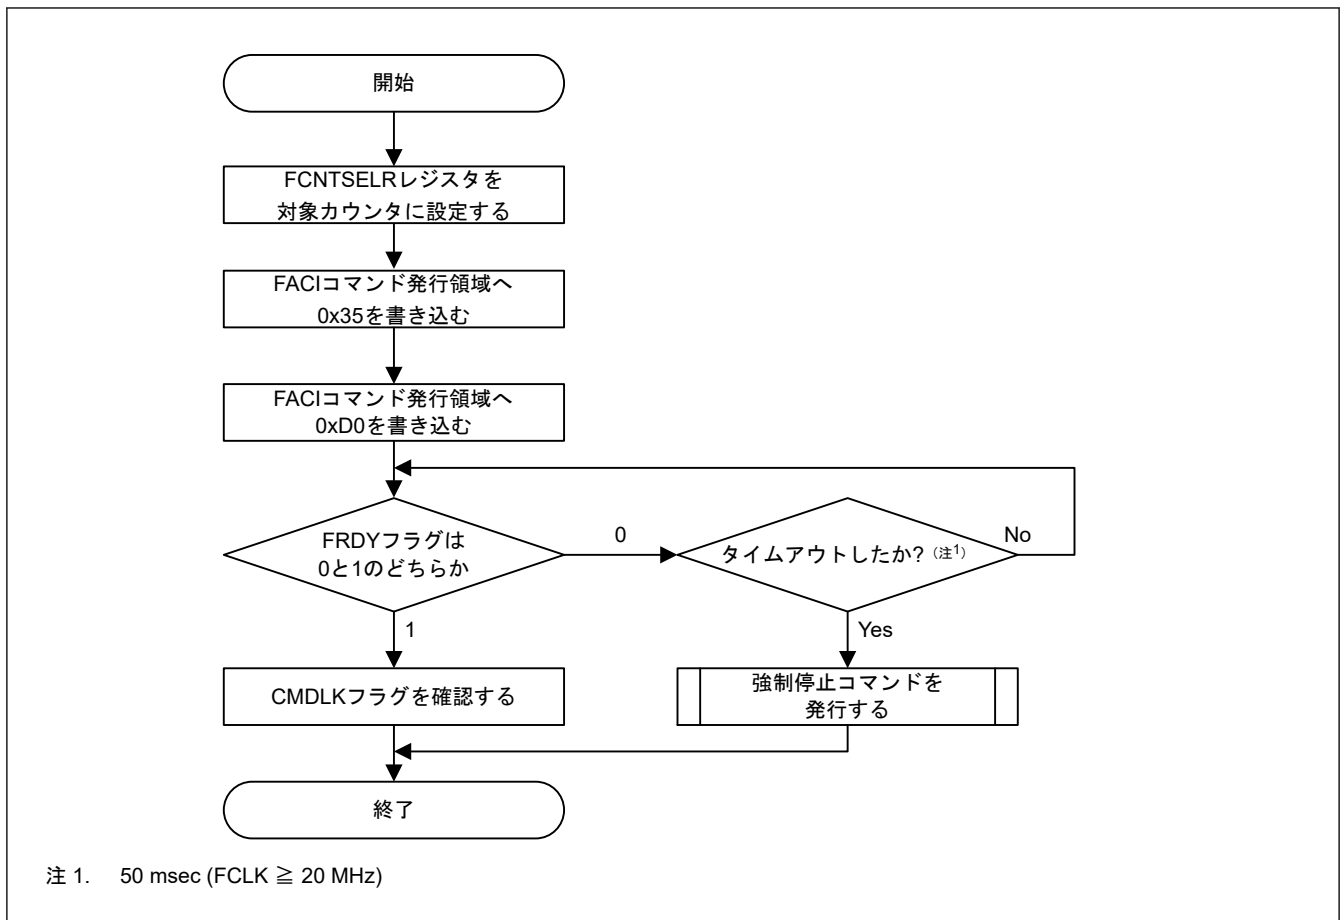 開始
FCNTSELRレジスタを
対象カウンタに設定する
FACIコマンド発行領域へ
0x35を書き込む
FACIコマンド発行領域へ
0xD0を書き込む
FRDYフラグは
0と1のどちらか
0
タイムアウトしたか? (注1)
No
1
Yes
CMDLKフラグを確認する
強制停止コマンドを
発行する
終了
注 1. 50 msec (FCLK ≧ 20 MHz)